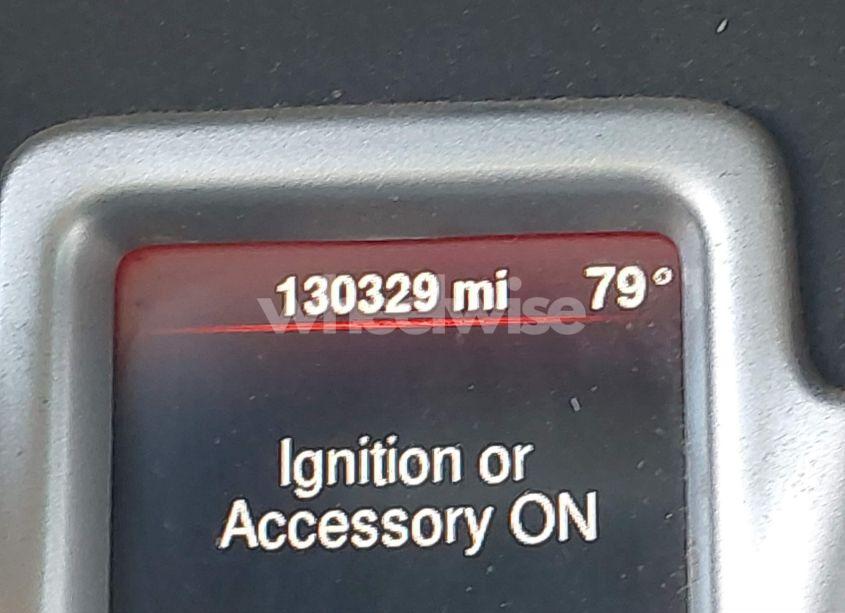 130329 mi 79°
wheelwise
Ignition or
Accessory ON